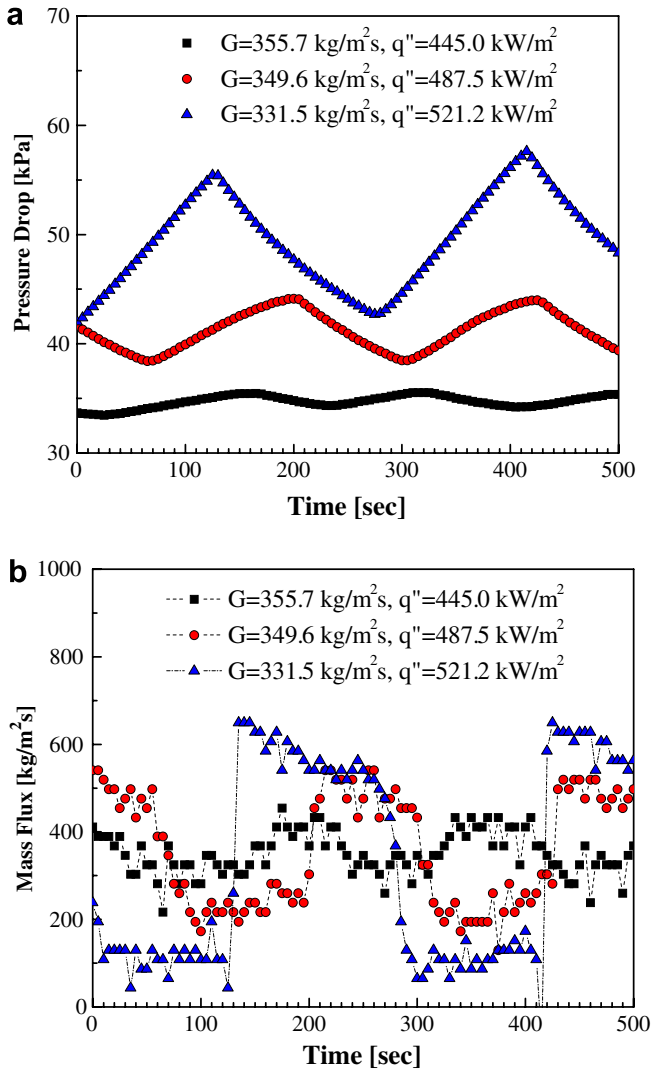 a
70
60
50
40
30
Pressure Drop [kPa]
G=355.7 kg/m²s, q"=445.0 kW/m²
G=349.6 kg/m²s, q"=487.5 kW/m²
G=331.5 kg/m²s, q"=521.2 kW/m²
0 100 200 300 400 500
Time [sec]
b
1000
800
600
400
200
0
Mass Flux [kg/m²s]
G=355.7 kg/m²s, q"=445.0 kW/m²
G=349.6 kg/m²s, q"=487.5 kW/m²
G=331.5 kg/m²s, q"=521.2 kW/m²
0 100 200 300 400 500
Time [sec]